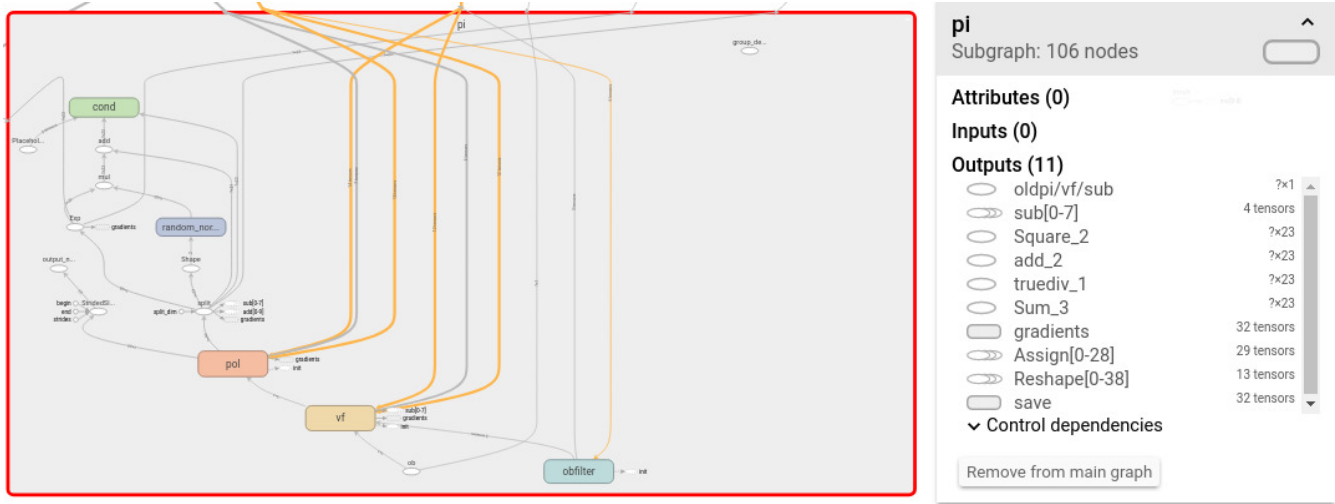 pi
group_de...
cond
Placehol...
add
mul
Exp
gradients
random_nor...
output_n...
Shape
begin
end
strides
StridesSl...
split_dim
split
sub[0-7]
add[0-9]
gradients
pol
gradients
init
vf
sub[0-7]
gradients
init
ob
obfilter
init
pi
Subgraph: 106 nodes
Attributes (0)
Inputs (0)
Outputs (11)
oldpi/vf/sub ?×1
sub[0-7] 4 tensors
Square_2 ?×23
add_2 ?×23
truediv_1 ?×23
Sum_3 ?×23
gradients 32 tensors
Assign[0-28] 29 tensors
Reshape[0-38] 13 tensors
save 32 tensors
Control dependencies
Remove from main graph